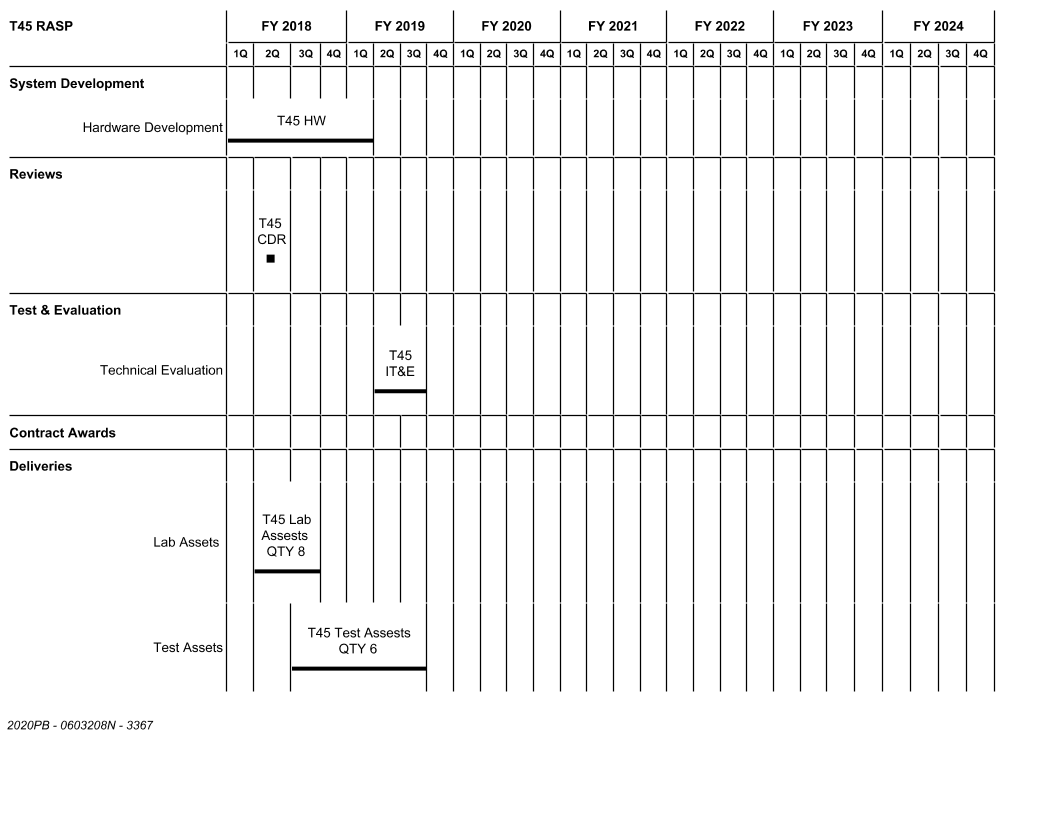 T45 RASP FY 2018 FY 2019 FY 2020 FY 2021 FY 2022 FY 2023 FY 2024
1Q 2Q 3Q 4Q 1Q 2Q 3Q 4Q 1Q 2Q 3Q 4Q 1Q 2Q 3Q 4Q 1Q 2Q 3Q 4Q 1Q 2Q 3Q 4Q 1Q 2Q 3Q 4Q
System Development
Hardware Development
T45 HW
Reviews
T45
CDR
Test & Evaluation
Technical Evaluation
T45
IT&E
Contract Awards
Deliveries
Lab Assets
T45 Lab
Assests
QTY 8
Test Assets
T45 Test Assests
QTY 6
2020PB - 0603208N - 3367